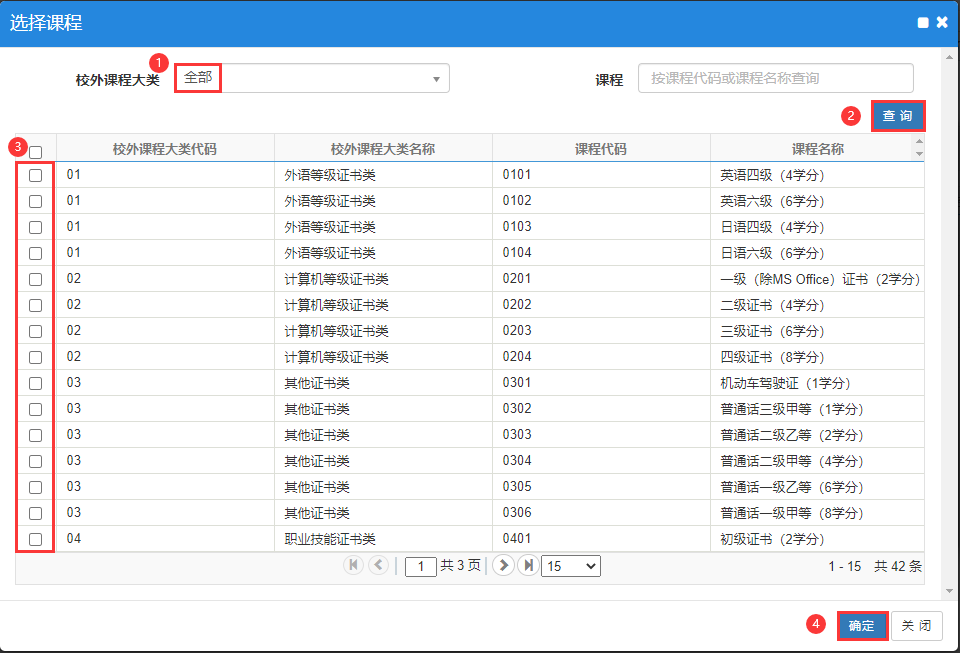 选择课程
1
校外课程大类 全部 课程 按课程代码或课程名称查询
2 查 询
3 校外课程大类代码 校外课程大类名称 课程代码 课程名称
01 外语等级证书类 0101 英语四级（4学分）
01 外语等级证书类 0102 英语六级（6学分）
01 外语等级证书类 0103 日语四级（4学分）
01 外语等级证书类 0104 日语六级（6学分）
02 计算机等级证书类 0201 一级（除MS Office）证书（2学分）
02 计算机等级证书类 0202 二级证书（4学分）
02 计算机等级证书类 0203 三级证书（6学分）
02 计算机等级证书类 0204 四级证书（8学分）
03 其他证书类 0301 机动车驾驶证（1学分）
03 其他证书类 0302 普通话三级甲等（1学分）
03 其他证书类 0303 普通话二级乙等（2学分）
03 其他证书类 0304 普通话二级甲等（4学分）
03 其他证书类 0305 普通话一级乙等（6学分）
03 其他证书类 0306 普通话一级甲等（8学分）
04 职业技能证书类 0401 初级证书（2学分）
1 共 3 页 15 1 - 15 共 42 条
4 确定 关 闭